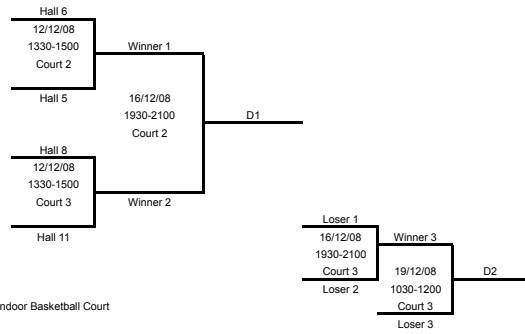 Hall 6
12/12/08
1330-1500
Court 2
Hall 5
Winner 1
16/12/08
1930-2100
Court 2
D1
Hall 8
12/12/08
1330-1500
Court 3
Hall 11
Winner 2
Loser 1
16/12/08
1930-2100
Court 3
Loser 2
Winner 3
19/12/08
1030-1200
Court 3
Loser 3
D2
ndoor Basketball Court